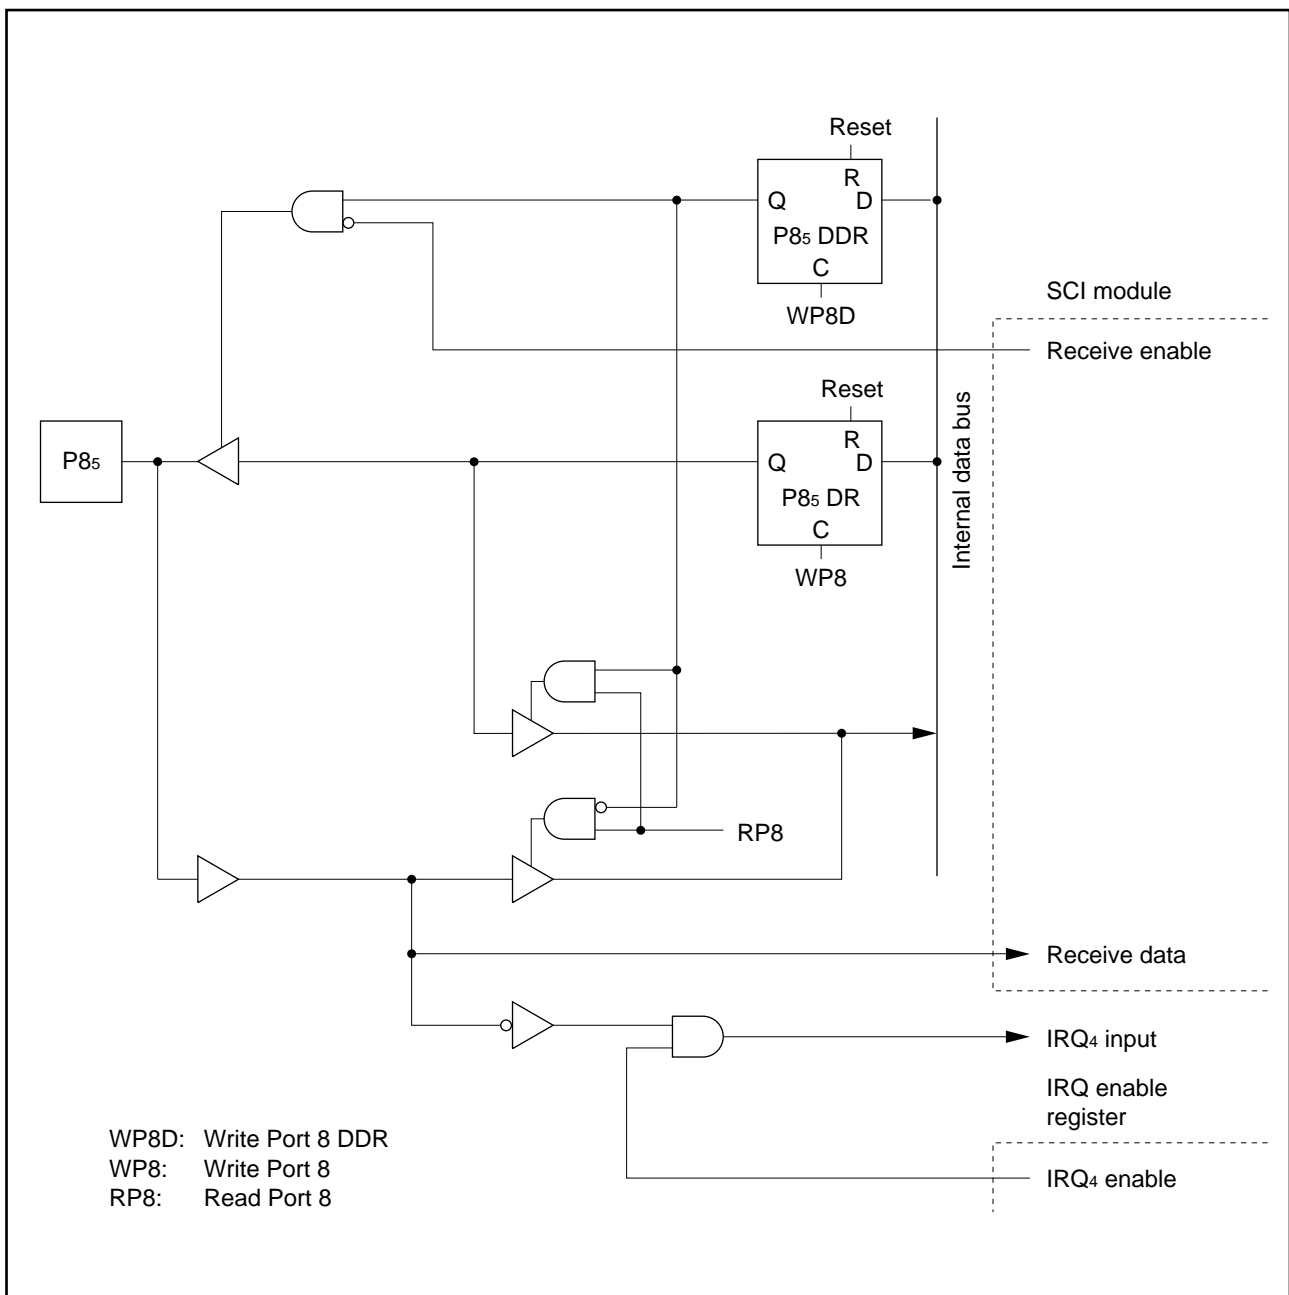 Reset
R
Q D
P85 DDR
C
WP8D
SCI module
Receive enable
Reset
R
Q D
P85 DR
C
WP8
P85
Internal data bus
RP8
Receive data
IRQ4 input
IRQ enable
register
IRQ4 enable
WP8D: Write Port 8 DDR
WP8: Write Port 8
RP8: Read Port 8